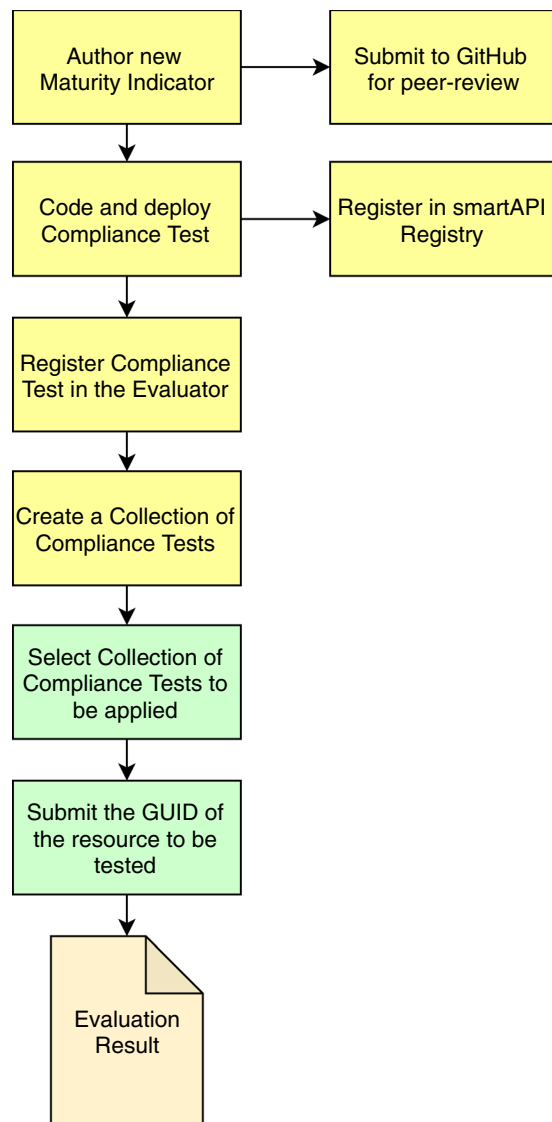 Author new
Maturity Indicator
Submit to GitHub
for peer-review
Code and deploy
Compliance Test
Register in smartAPI
Registry
Register Compliance
Test in the Evaluator
Create a Collection of
Compliance Tests
Select Collection of
Compliance Tests to
be applied
Submit the GUID of
the resource to be
tested
Evaluation
Result